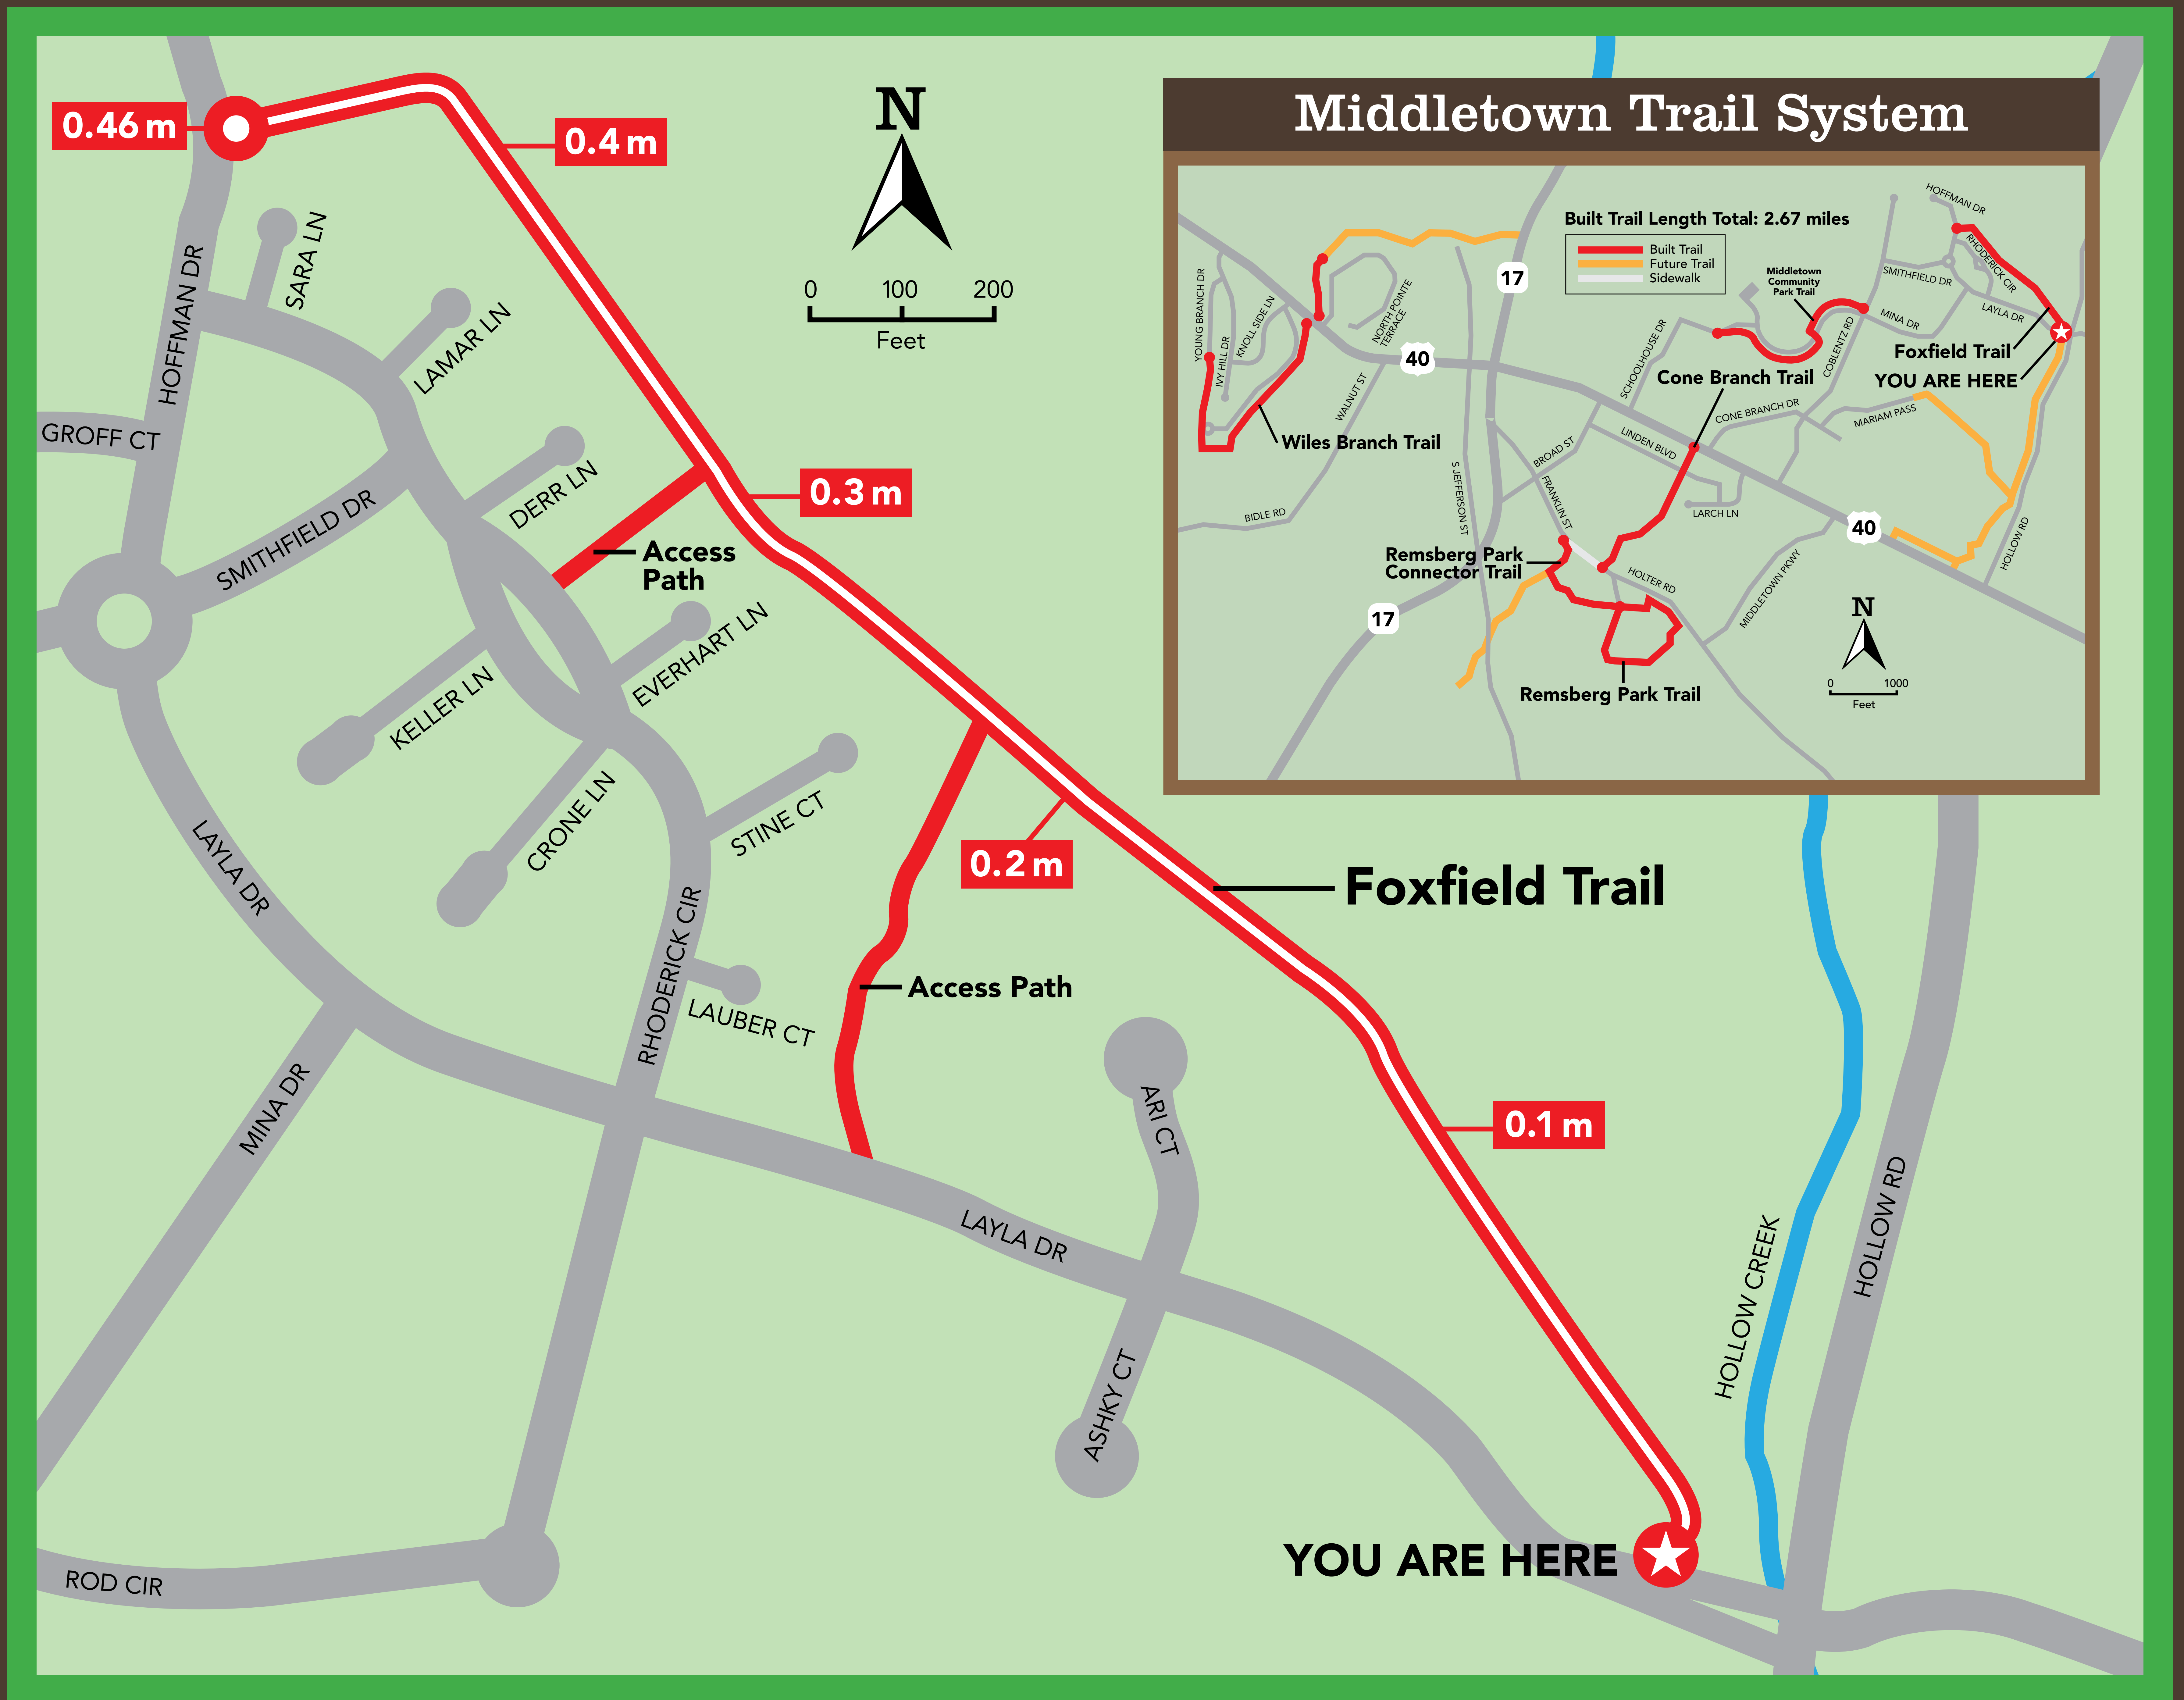 0.46 m
0.4 m
N
0 100 200
Feet
SARA LN
HOFFMAN DR
LAMAR LN
GROFF CT
DERR LN
0.3 m
SMITHFIELD DR
Access
Path
EVERHART LN
KELLER LN
CRONE LN
STINE CT
0.2 m
LAYLA DR
Foxfield Trail
RHODERICK CIR
Access Path
LAUBER CT
MINA DR
ARI CT
0.1 m
LAYLA DR
HOLLOW CREEK
HOLLOW RD
ASHKY CT
YOU ARE HERE
ROD CIR
Middletown Trail System
Built Trail Length Total: 2.67 miles
Built Trail
Future Trail
Sidewalk
HOFFMAN DR
RHODERICK CIR
SMITHFIELD DR
LAYLA DR
MINA DR
Middletown
Community
Park Trail
COBLENTZ RD
Foxfield Trail
YOU ARE HERE
17
YOUNG BRANCH DR
IVY HILL DR
KNOLL SIDE LN
NORTH POINTE
TERRACE
40
SCHOOLHOUSE DR
Cone Branch Trail
WALNUT ST
CONE BRANCH DR
MARIAM PASS
Wiles Branch Trail
LINDEN BLVD
BROAD ST
S JEFFERSON ST
FRANKLIN ST
LARCH LN
BIDLE RD
40
HOLLOW RD
Remsberg Park
Connector Trail
HOLTER RD
MIDDLETOWN PKWY
17
N
0 1000
Feet
Remsberg Park Trail